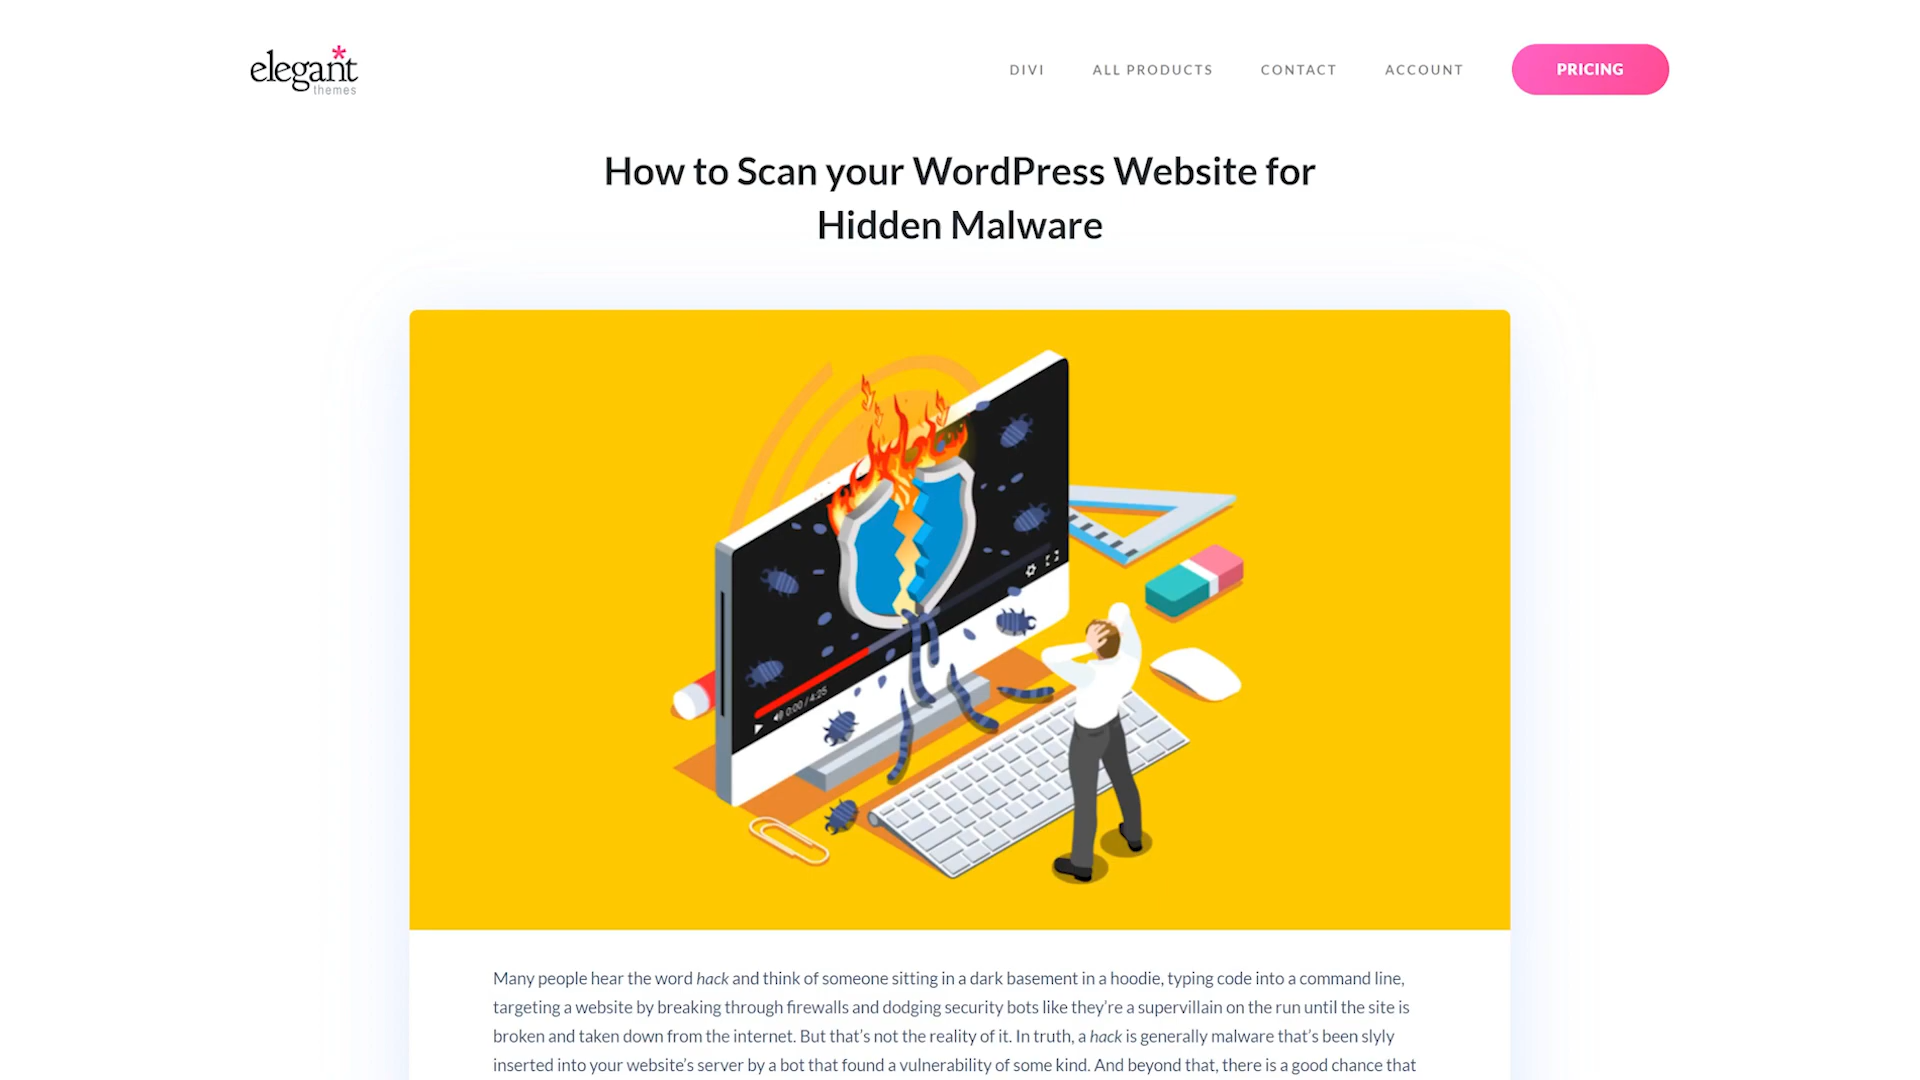 elegant
themes
DIVI
ALL PRODUCTS
CONTACT
ACCOUNT
PRICING
How to Scan your WordPress Website for
Hidden Malware
0:00 / 4:25
Many people hear the word hack and think of someone sitting in a dark basement in a hoodie, typing code into a command line,
targeting a website by breaking through firewalls and dodging security bots like they’re a supervillain on the run until the site is
broken and taken down from the internet. But that’s not the reality of it. In truth, a hack is generally malware that’s been slyly
inserted into your website’s server by a bot that found a vulnerability of some kind. And beyond that, there is a good chance that